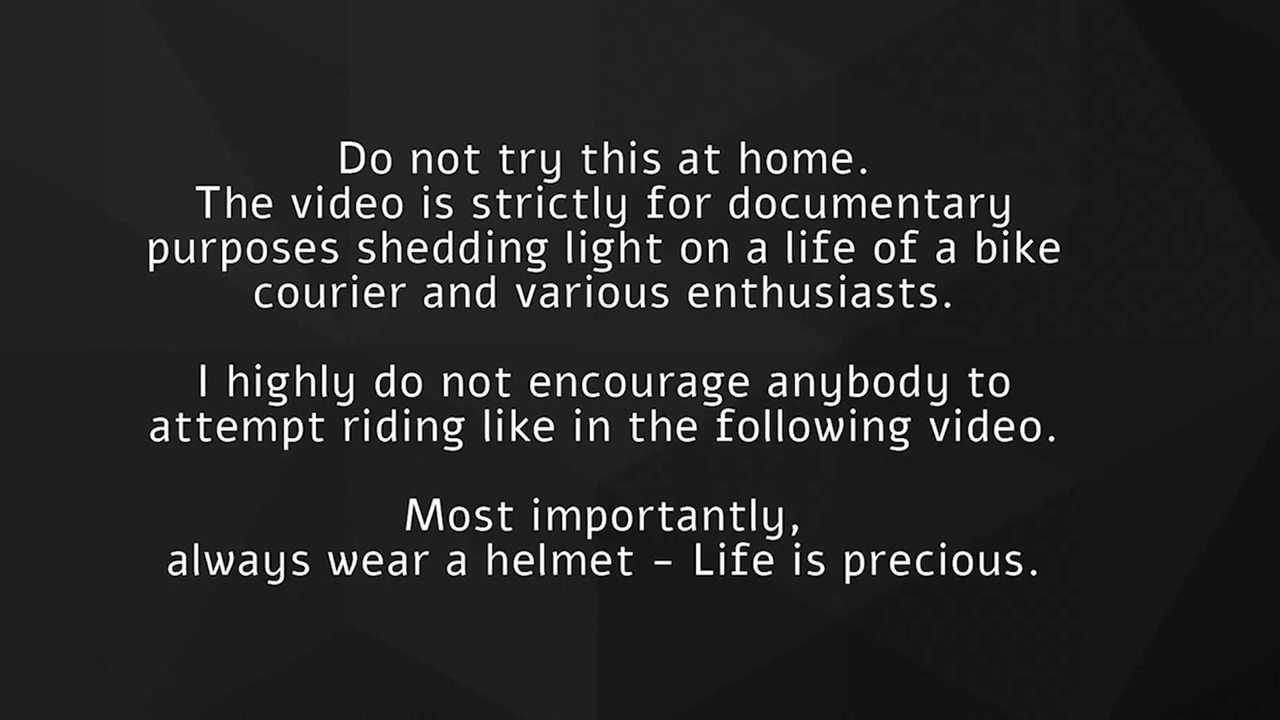 Do not try this at home.
The video is strictly for documentary
purposes shedding light on a life of a bike
courier and various enthusiasts.
I highly do not encourage anybody to
attempt riding like in the following video.
Most importantly,
always wear a helmet – Life is precious.